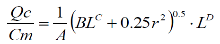 Qc/Cm = 1/A (BL^C + 0.25r^2)^0.5 · L^D